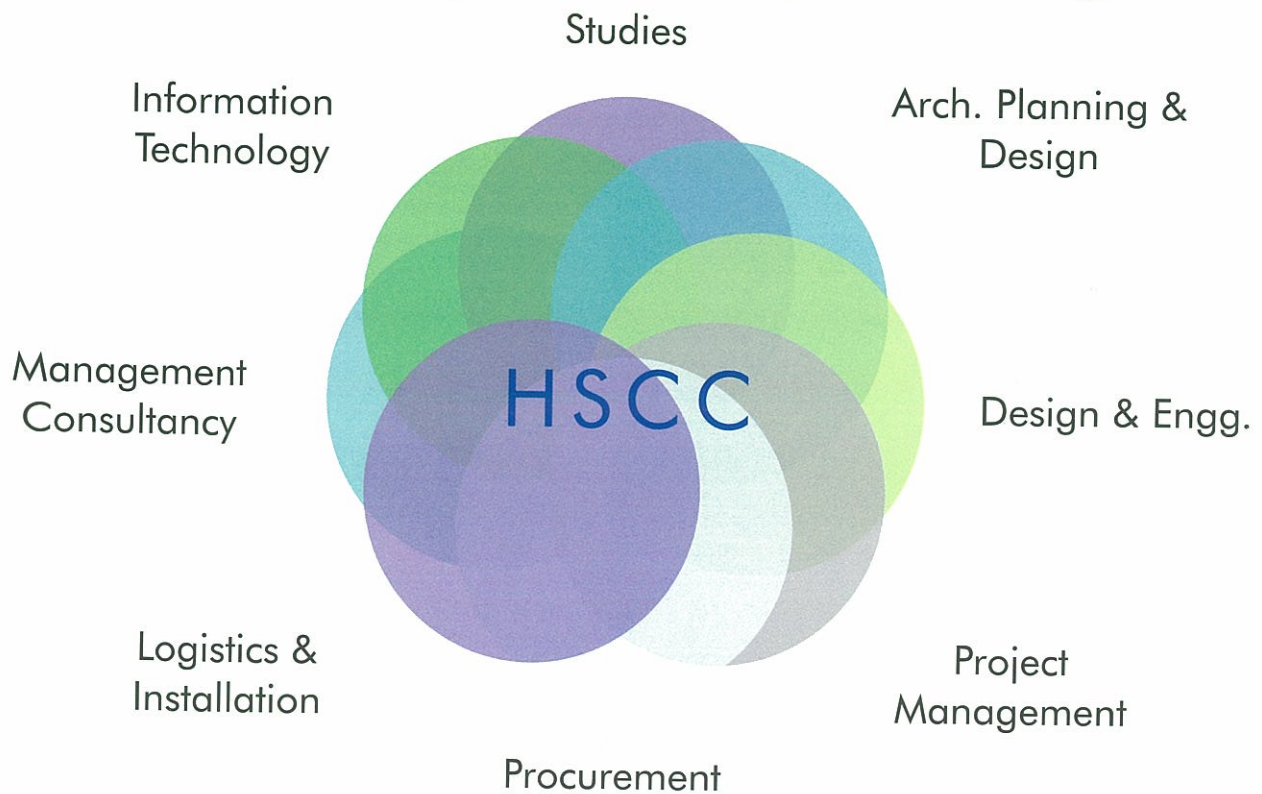 Studies
Information
Technology
Arch. Planning &
Design
Management
Consultancy
HSCC
Design & Engg.
Logistics &
Installation
Project
Management
Procurement